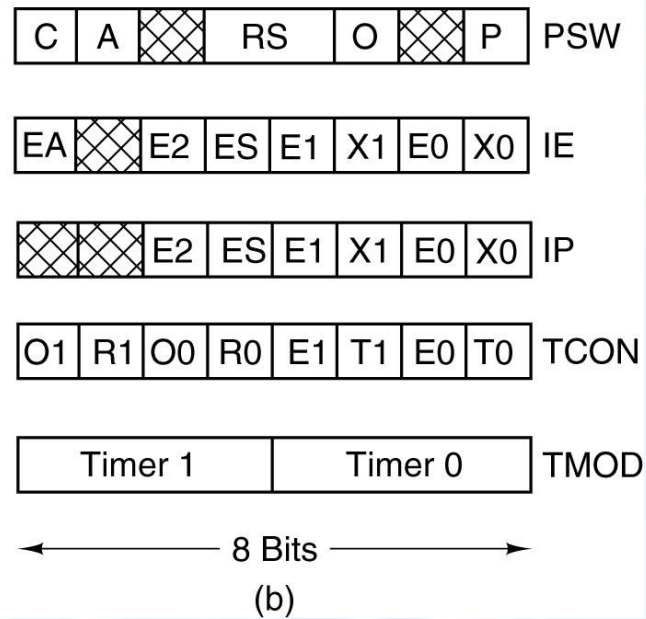 C A RS O P PSW
EA E2 ES E1 X1 E0 X0 IE
E2 ES E1 X1 E0 X0 IP
O1 R1 O0 R0 E1 T1 E0 T0 TCON
Timer 1 Timer 0 TMOD
8 Bits
(b)